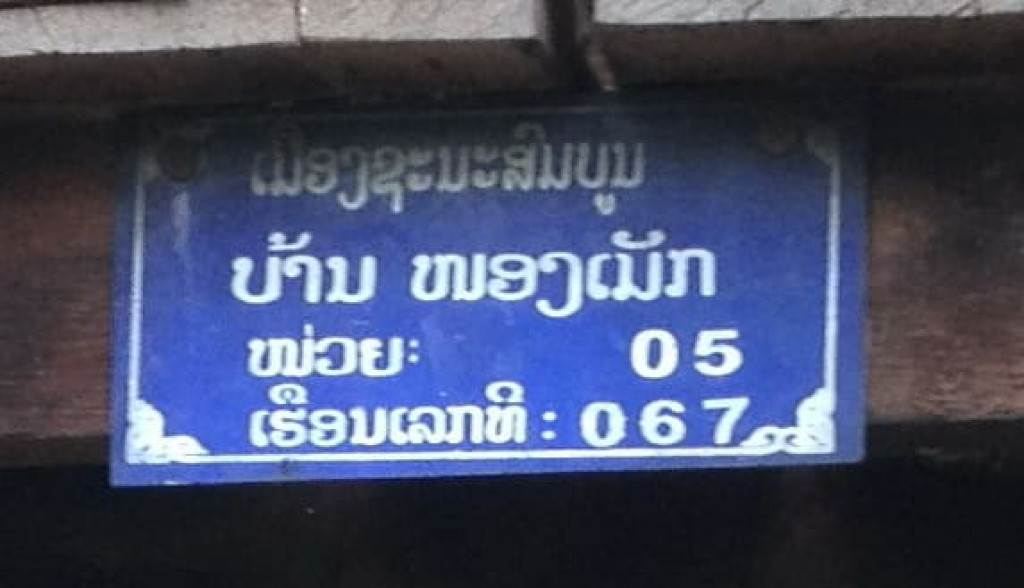 ເມືອງຊະນະສົມບູນ
ບ້ານ ໜອງເມັກ
ໜ່ວຍ: 05
ເຮືອນເລກທີ : 067